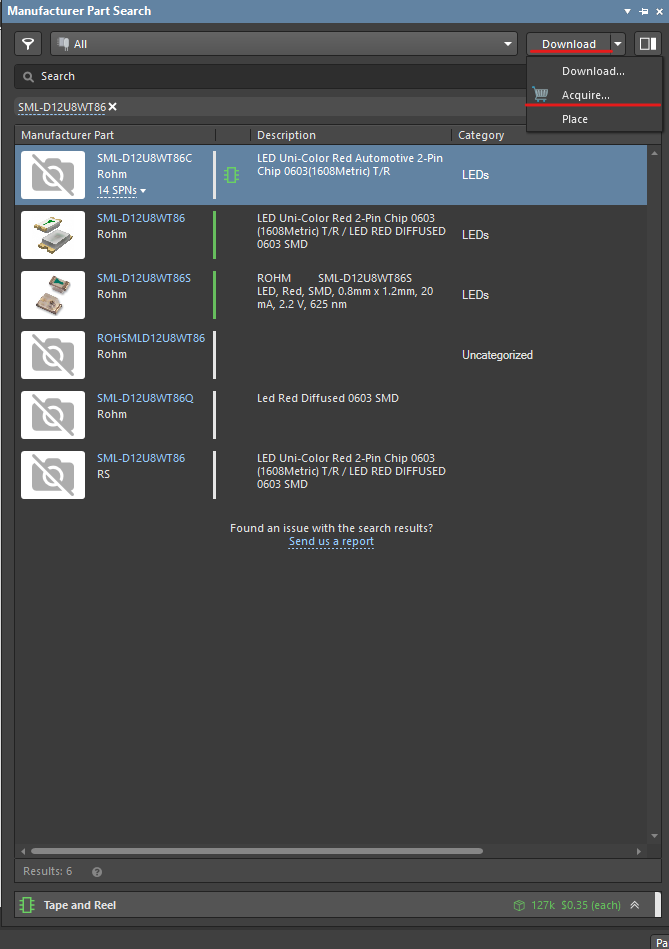 Manufacturer Part Search
All
Download
Download...
Search
Acquire...
SML-D12U8WT86
Place
Manufacturer Part
Description
Category
SML-D12U8WT86C
Rohm
14 SPNs
LED Uni-Color Red Automotive 2-Pin
Chip 0603(1608Metric) T/R
LEDs
SML-D12U8WT86
Rohm
LED Uni-Color Red 2-Pin Chip 0603
(1608Metric) T/R / LED RED DIFFUSED
0603 SMD
LEDs
SML-D12U8WT86S
Rohm
ROHM SML-D12U8WT86S
LED, Red, SMD, 0.8mm x 1.2mm, 20
mA, 2.2 V, 625 nm
LEDs
ROHSMLD12U8WT86
Rohm
Uncategorized
SML-D12U8WT86Q
Rohm
Led Red Diffused 0603 SMD
SML-D12U8WT86
RS
LED Uni-Color Red 2-Pin Chip 0603
(1608Metric) T/R / LED RED DIFFUSED
0603 SMD
Found an issue with the search results?
Send us a report
Results: 6
Tape and Reel
127k $0.35 (each)
Pa